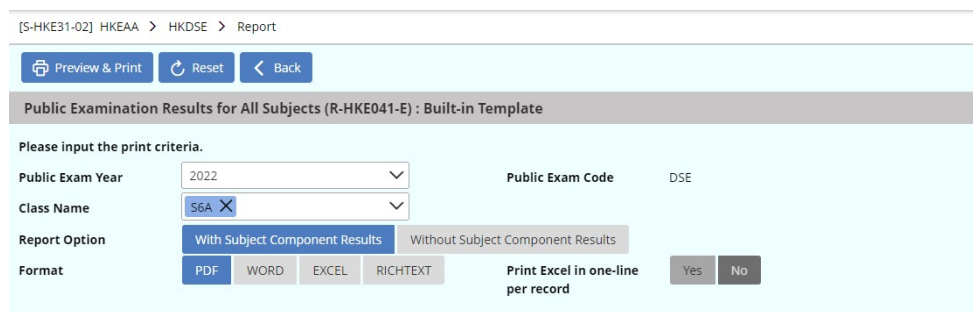 [S-HKE31-02] HKEAA > HKDSE > Report
Preview & Print Reset Back
Public Examination Results for All Subjects (R-HKE041-E) : Built-in Template
Please input the print criteria.
Public Exam Year 2022 Public Exam Code DSE
Class Name S6A
Report Option With Subject Component Results Without Subject Component Results
Format PDF WORD EXCEL RICHTEXT Print Excel in one-line Yes No
per record